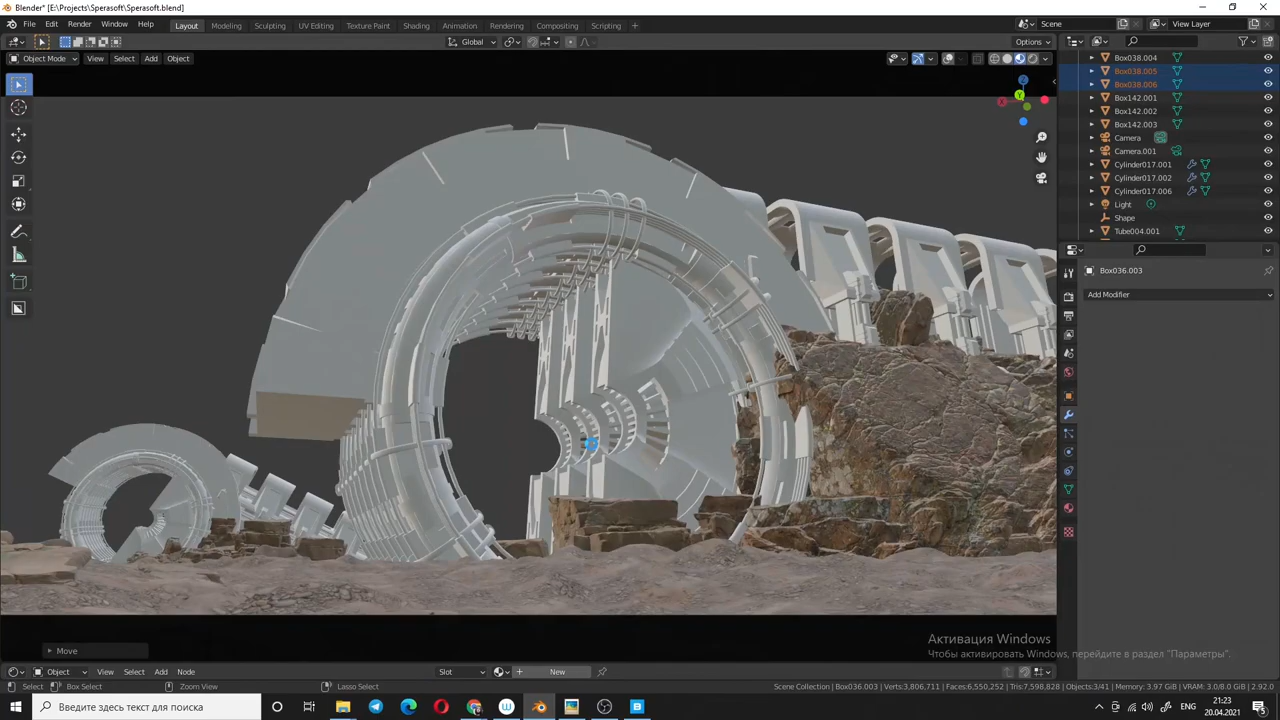 Blender* [E:\Projects\Sperasoft\Sperasoft.blend]
File Edit Render Window Help Layout Modeling Sculpting UV Editing Texture Paint Shading Animation Rendering Compositing Scripting + Scene View Layer
Global Options
Object Mode View Select Add Object
Box038.004
Box038.005
Box038.006
Box142.001
Box142.002
Box142.003
Camera
Camera.001
Cylinder017.001
Cylinder017.002
Cylinder017.006
Light
Shape
Tube004.001
X Y Z
Box036.003
Add Modifier
Move
Активация Windows
Чтобы активировать Windows, перейдите в раздел "Параметры".
Object View Select Add Node Slot New
Select Box Select Zoom View Lasso Select
Scene Collection | Box036.003 | Verts:3,806,711 | Faces:6,550,252 | Tris:7,598,828 | Objects:3/41 | Memory: 3.97 GiB | VRAM: 3.0/8.0 GiB | 2.92.0
Введите здесь текст для поиска
ENG
21:23
20.04.2021